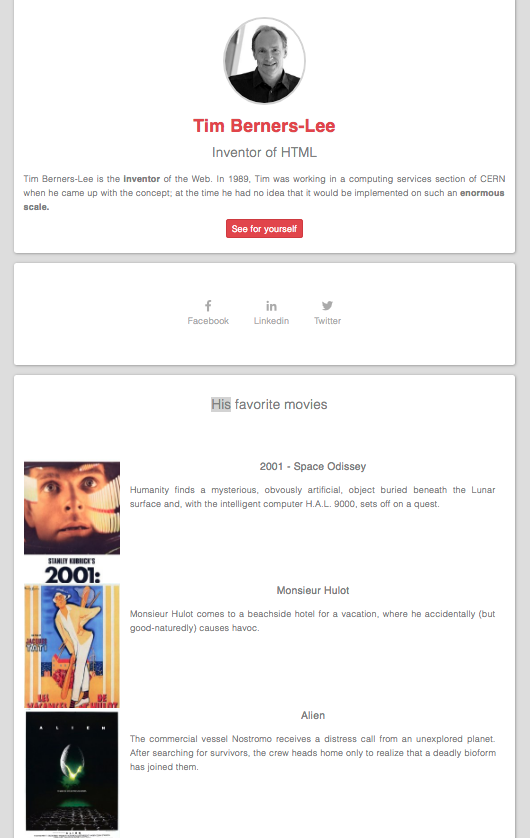 Tim Berners-Lee
Inventor of HTML
Tim Berners-Lee is the inventor of the Web. In 1989, Tim was working in a computing services section of CERN
when he came up with the concept; at the time he had no idea that it would be implemented on such an enormous
scale.
See for yourself
Facebook
Linkedin
Twitter
His favorite movies
STANLEY KUBRICK'S
2001:
2001 - Space Odissey
Humanity finds a mysterious, obvously artificial, object buried beneath the Lunar
surface and, with the intelligent computer H.A.L. 9000, sets off on a quest.
LES
DE
Monsieur Hulot
Monsieur Hulot comes to a beachside hotel for a vacation, where he accidentally (but
good-naturedly) causes havoc.
A L I E N
Alien
The commercial vessel Nostromo receives a distress call from an unexplored planet.
After searching for survivors, the crew heads home only to realize that a deadly bioform
has joined them.